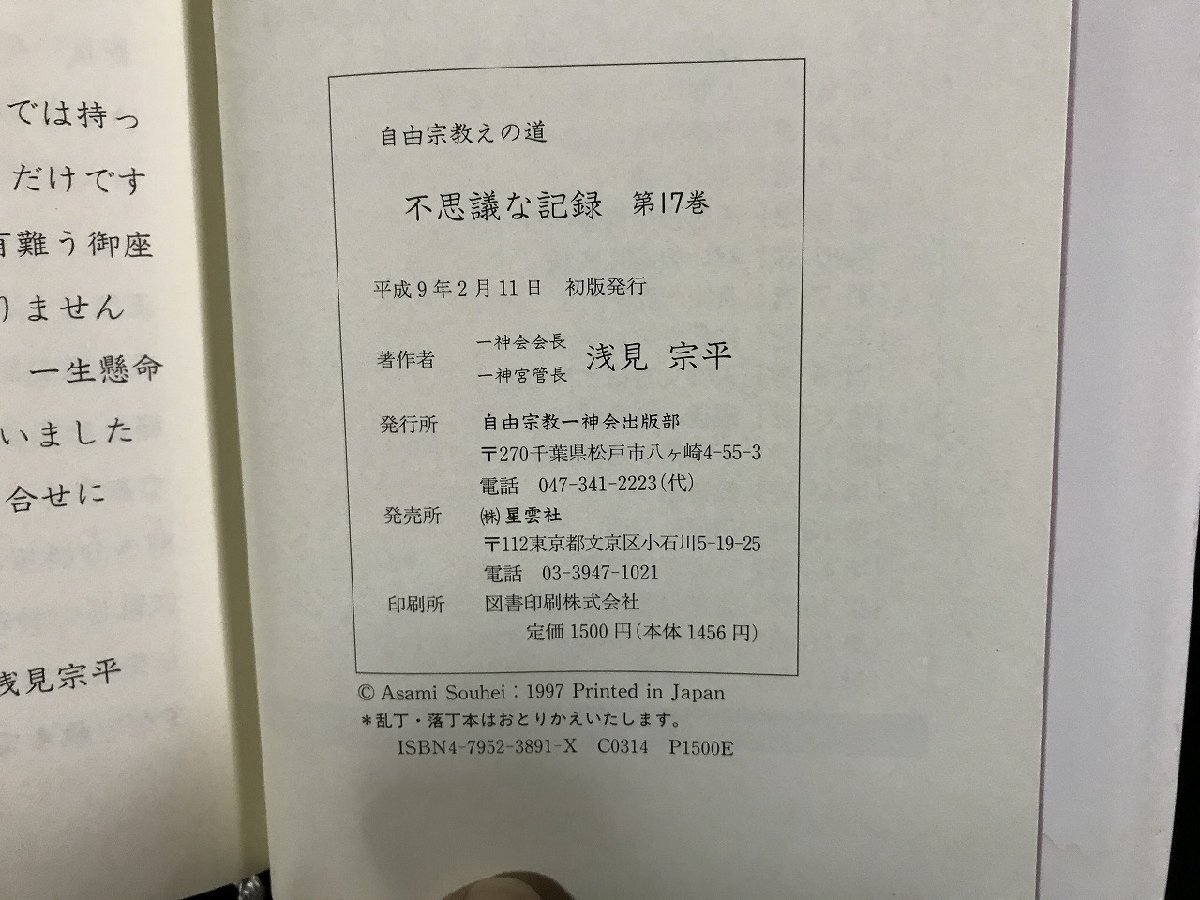 では持っ
だけです
有難う御座
りません
一生懸命
いました
合せに
浅見宗平
自由宗教えの道
不思議な記録 第17巻
平成9年2月11日 初版発行
著作者 一神会会長 一神宮管長 浅見 宗平
発行所 自由宗教一神会出版部
〒270千葉県松戸市八ヶ崎4-55-3
電話 047-341-2223(代)
発売所 ㈱星雲社
〒112東京都文京区小石川5-19-25
電話 03-3947-1021
印刷所 図書印刷株式会社
定価1500円(本体1456円)
© Asami Souhei : 1997 Printed in Japan
*乱丁・落丁本はおとりかえいたします。
ISBN4-7952-3891-X C0314 P1500E